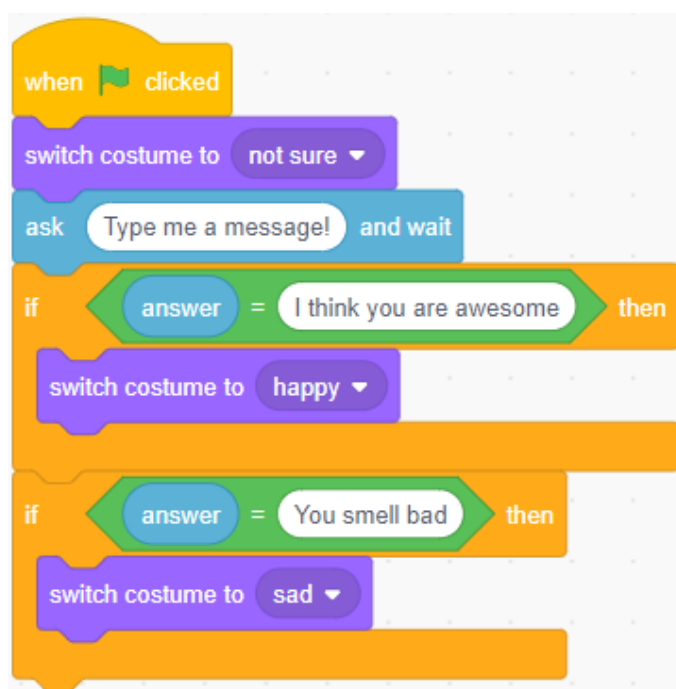 when clicked
switch costume to not sure
ask Type me a message! and wait
if answer = I think you are awesome then
switch costume to happy
if answer = You smell bad then
switch costume to sad